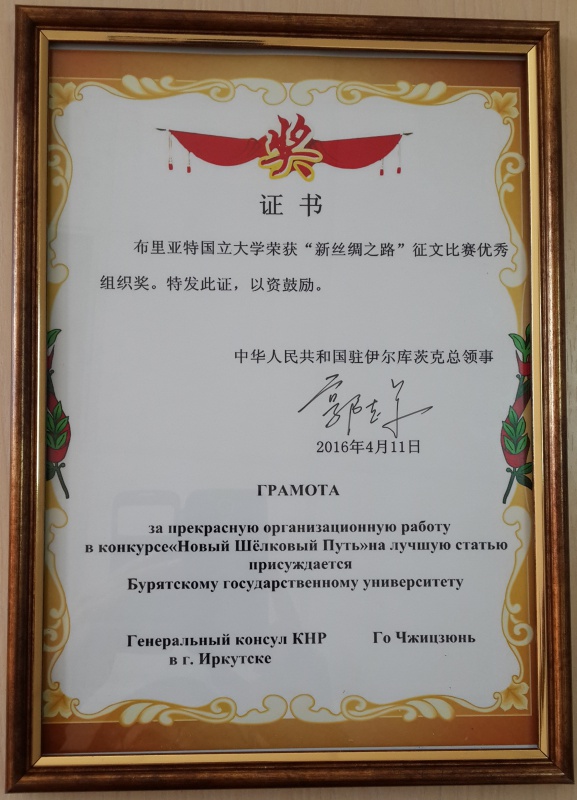 奖
证书
布里亚特国立大学荣获“新丝绸之路”征文比赛优秀
组织奖。特发此证，以资鼓励。
中华人民共和国驻伊尔库茨克总领事
2016年4月11日
ГРАМОТА
за прекрасную организационную работу
в конкурсе«Новый Шёлковый Путь»на лучшую статью
присуждается
Бурятскому государственному университету
Генеральный консул КНР Го Чжицзюнь
в г. Иркутске